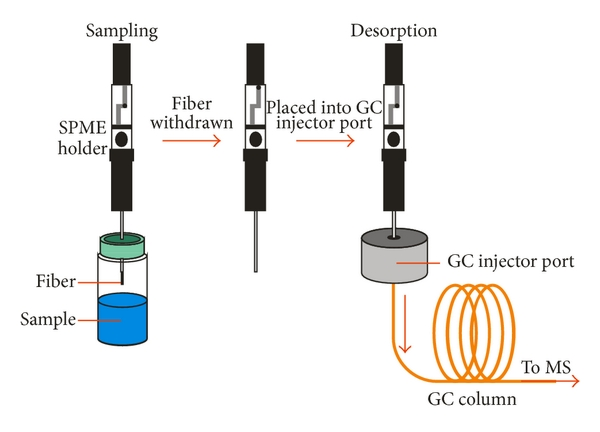 Sampling
Desorption
Fiber
withdrawn
Placed into GC
injector port
SPME
holder
Fiber
GC injector port
Sample
To MS
GC column